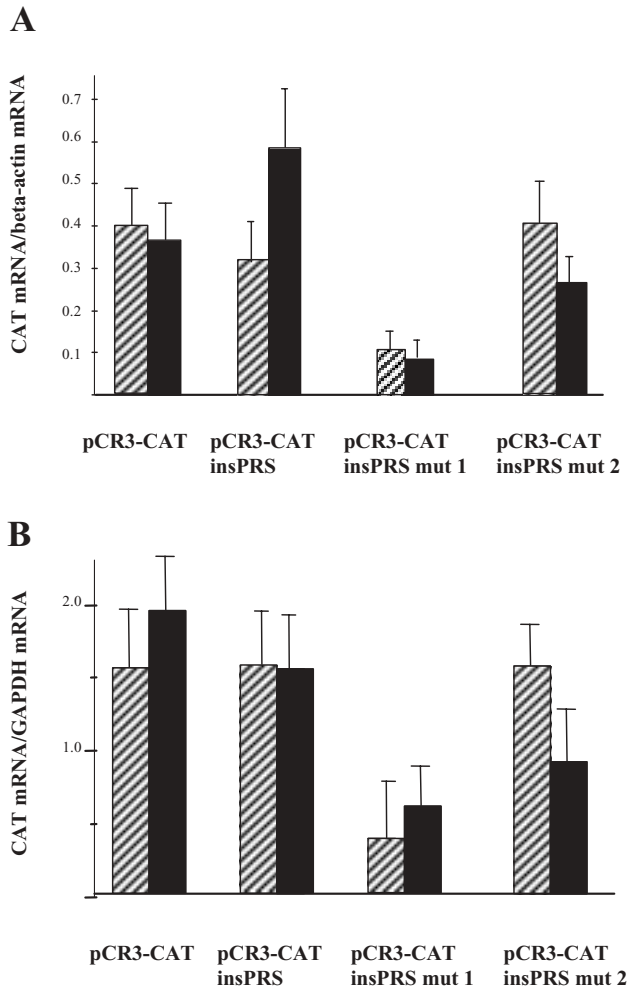 A
CAT mRNA/beta-actin mRNA
0.7
0.6
0.5
0.4
0.3
0.2
0.1
pCR3-CAT
pCR3-CAT
insPRS
pCR3-CAT
insPRS mut 1
pCR3-CAT
insPRS mut 2
B
CAT mRNA/GAPDH mRNA
2.0
1.0
pCR3-CAT
pCR3-CAT
insPRS
pCR3-CAT
insPRS mut 1
pCR3-CAT
insPRS mut 2